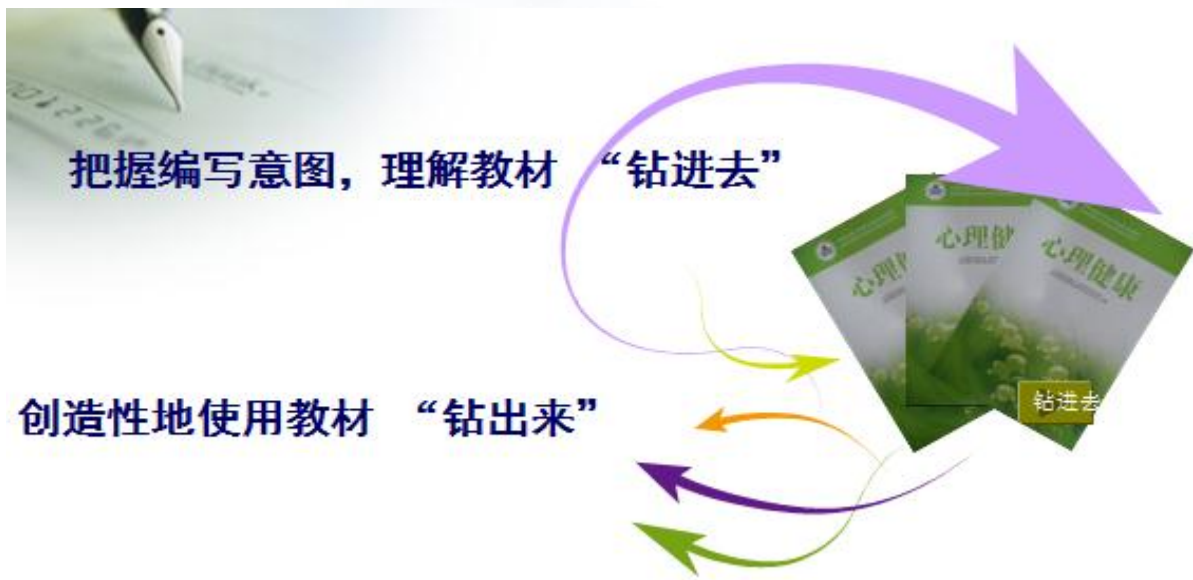 把握编写意图，理解教材 “钻进去”
心理健
心理健康
创造性地使用教材 “钻出来”
钻进去